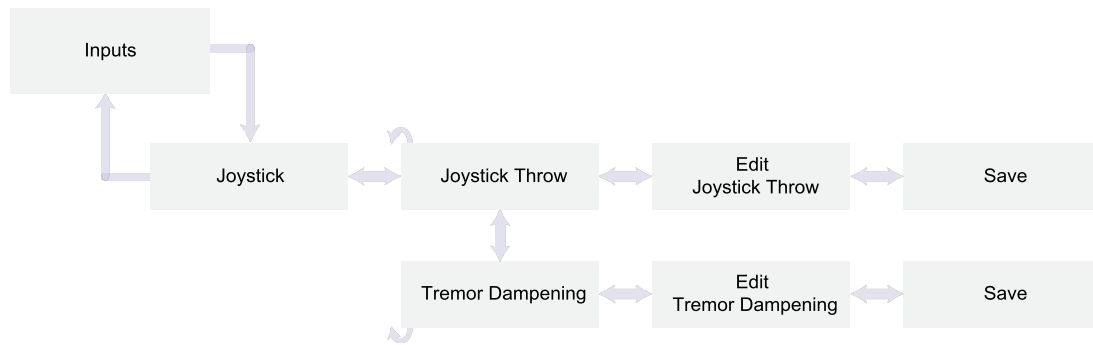 Inputs
Joystick
Joystick Throw
Edit
Joystick Throw
Save
Tremor Dampening
Edit
Tremor Dampening
Save